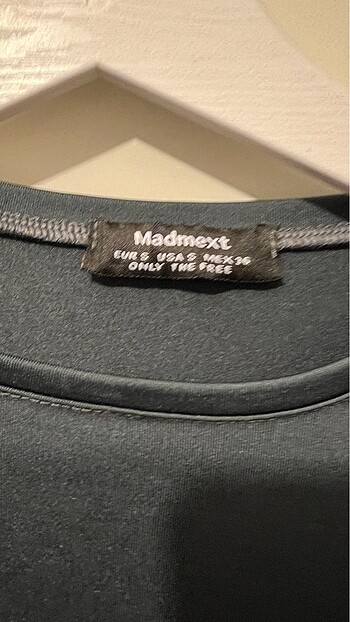 Madmext
EUR S USA S MEX 36
ONLY THE FREE